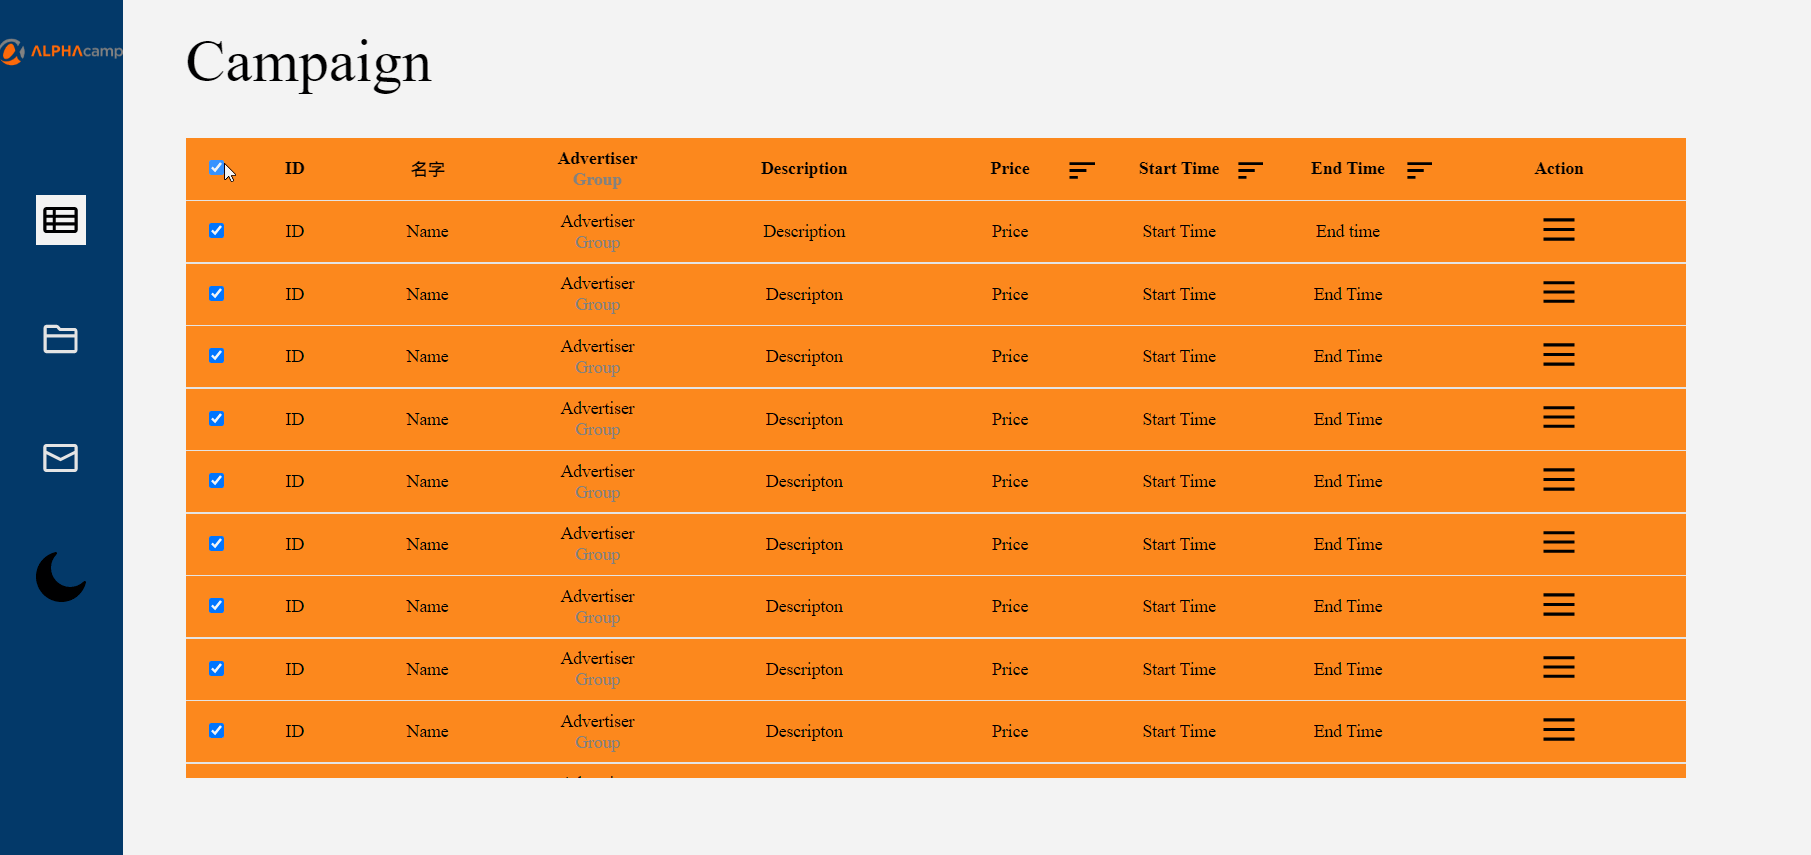 ALPHAcamp
Campaign
ID 名字 Advertiser Description Price Start Time End Time Action
Group
ID Name Advertiser Description Price Start Time End time
Group
ID Name Advertiser Descripton Price Start Time End Time
Group
ID Name Advertiser Descripton Price Start Time End Time
Group
ID Name Advertiser Descripton Price Start Time End Time
Group
ID Name Advertiser Descripton Price Start Time End Time
Group
ID Name Advertiser Descripton Price Start Time End Time
Group
ID Name Advertiser Descripton Price Start Time End Time
Group
ID Name Advertiser Descripton Price Start Time End Time
Group
ID Name Advertiser Descripton Price Start Time End Time
Group